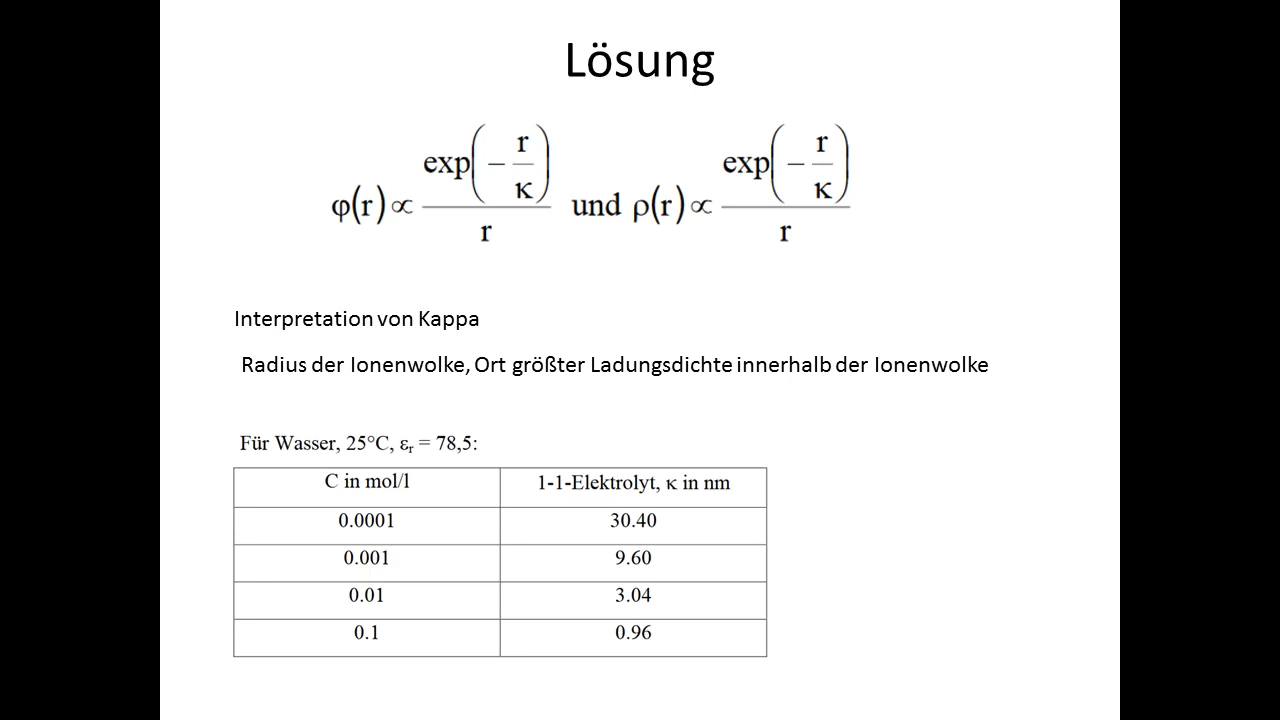 Lösung
φ(r) ∝ exp(− r/κ) / r und ρ(r) ∝ exp(− r/κ) / r
Interpretation von Kappa
Radius der Ionenwolke, Ort größter Ladungsdichte innerhalb der Ionenwolke
Für Wasser, 25°C, εr = 78,5:
C in mol/l 1-1-Elektrolyt, κ in nm
0.0001 30.40
0.001 9.60
0.01 3.04
0.1 0.96